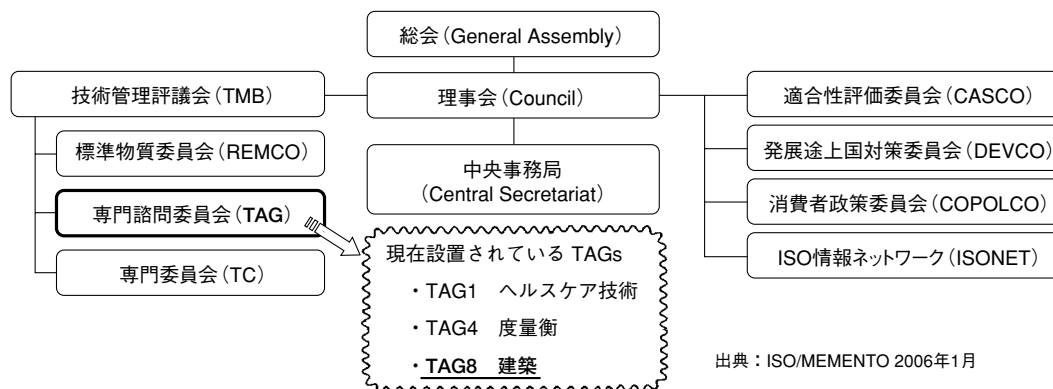 総会（General Assembly）
技術管理評議会（TMB）
理事会（Council）
適合性評価委員会（CASCO）
標準物質委員会（REMCO）
発展途上国対策委員会（DEVCO）
中央事務局
（Central Secretariat）
専門諮問委員会（TAG）
消費者政策委員会（COPOLCO）
専門委員会（TC）
ISO情報ネットワーク（ISONET）
現在設置されている TAGs
・TAG1　ヘルスケア技術
・TAG4　度量衡
・TAG8　建築
出典：ISO/MEMENTO 2006年1月